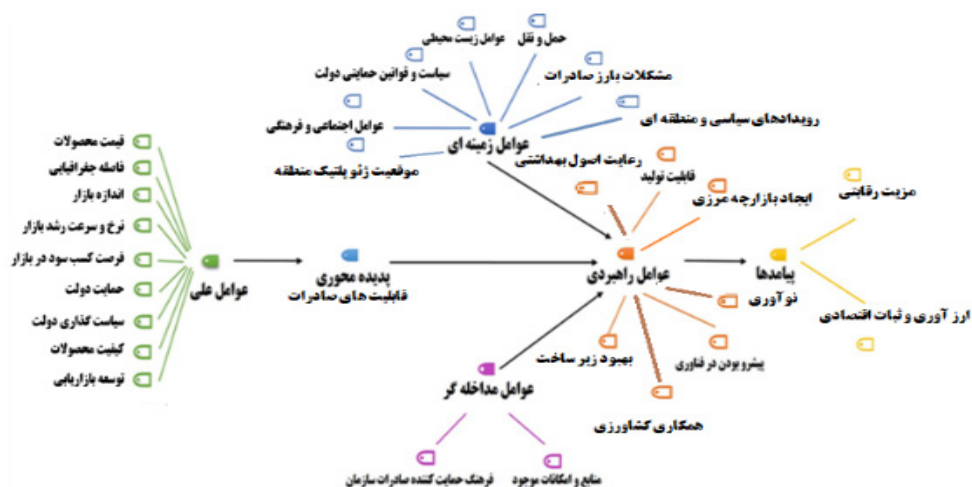 حمل و نقل
عوامل زیست محیطی
سیاست و قوانین حمایتی دولت
مشکلات بارز صادرات
رویدادهای سیاسی و منطقه ای
عوامل اجتماعی و فرهنگی
عوامل زمینه ای
موقعیت ژئو پلتیک منطقه
رعایت اصول بهداشتی
قابلیت تولید
ایجاد بازارچه مرزی
مزیت رقابتی
قیمت محصولات
فاصله جغرافیایی
اندازه بازار
نرخ و سرعت رشد بازار
فرصت کسب سود در بازار
حمایت دولت
سیاست گذاری دولت
کیفیت محصولات
توسعه بازاریابی
عوامل علی
پدیده محوری
قابلیت های صادرات
عوامل راهبردی
پیامدها
نوآوری
ارز آوری و ثبات اقتصادی
بهبود زیر ساخت
پیشرو بودن در فناوری
همکاری کشاورزی
عوامل مداخله گر
فرهنگ حمایت کننده صادرات سازمان
منابع و امکانات موجود